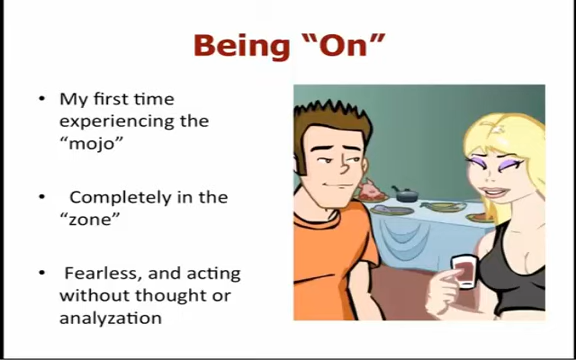 Being “On”
• My first time
experiencing the
“mojo”
• Completely in the
“zone”
• Fearless, and acting
without thought or
analyzation